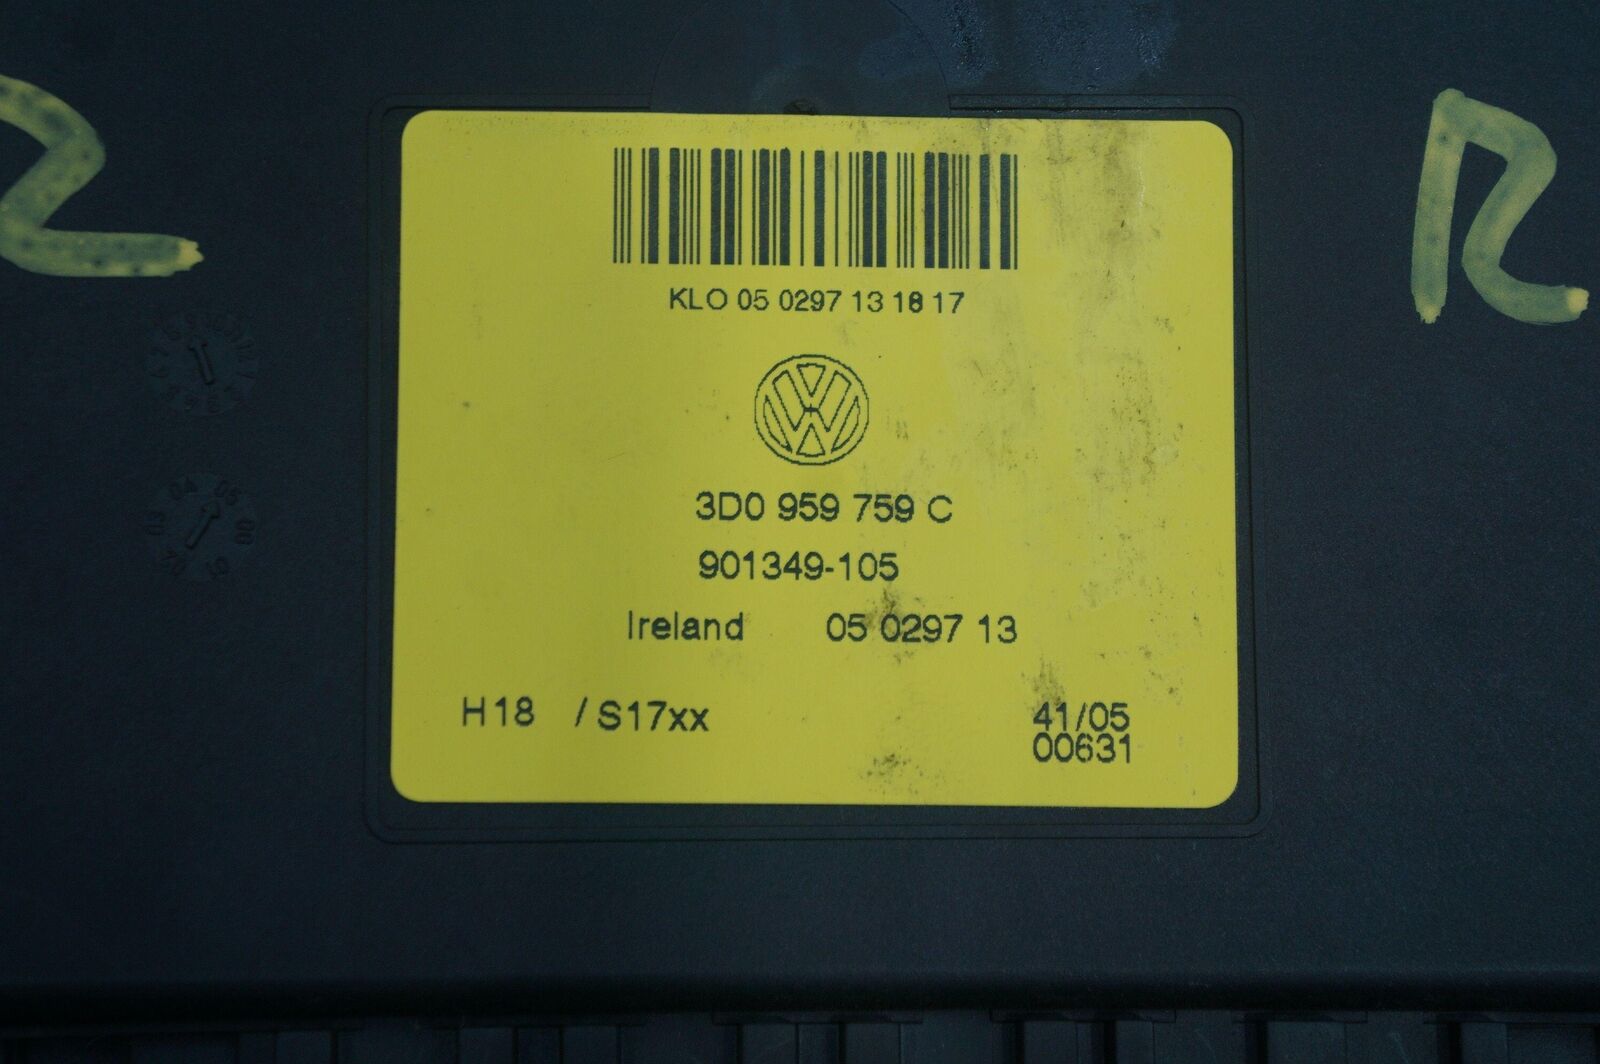 2
R
KLO 05 0297 13 18 17
3D0 959 759 C
901349-105
Ireland 05 0297 13
H18 / S17xx
41/05
00631